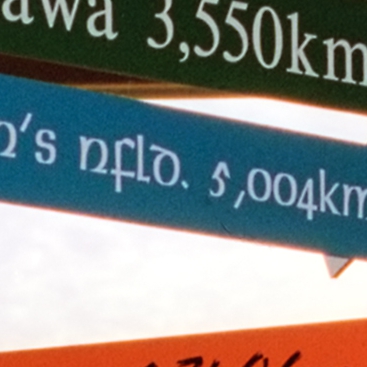 awa 3,550km
n's nfld. 5,004km